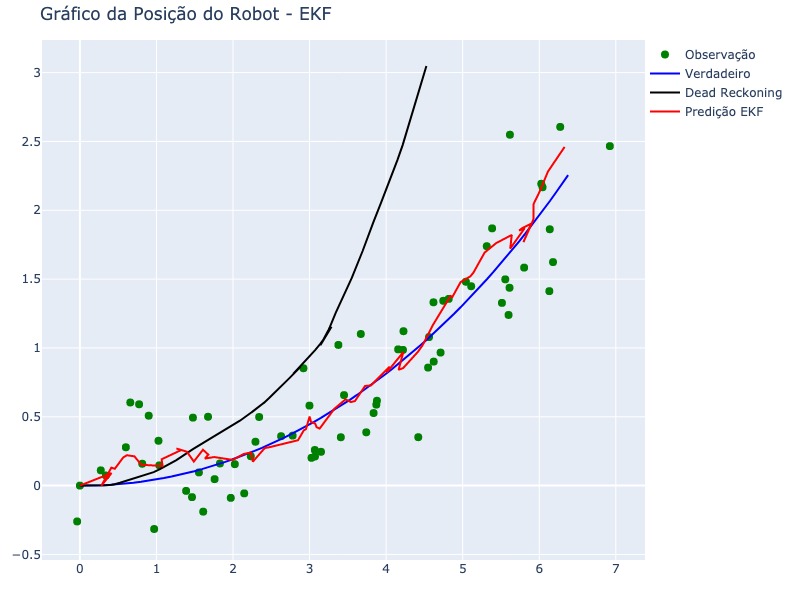 Gráfico da Posição do Robot - EKF
Observação
Verdadeiro
Dead Reckoning
Predição EKF
3
2.5
2
1.5
1
0.5
0
−0.5
0 1 2 3 4 5 6 7